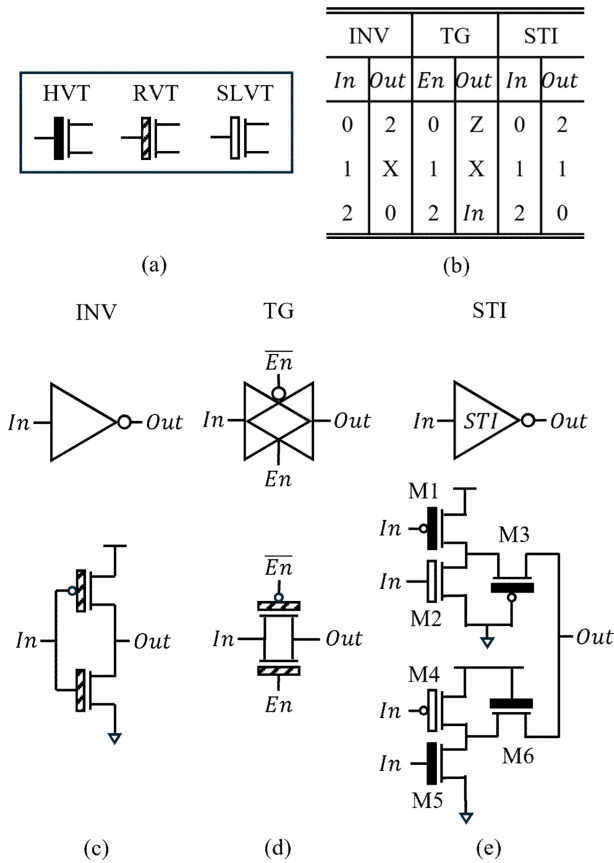 HVT RVT SLVT
(a)
INV TG STI
In Out En Out In Out
0 2 0 Z 0 2
1 X 1 X 1 1
2 0 2 In 2 0
(b)
INV
In Out
In Out
(c)
TG
E̅n̅
In Out
En
E̅n̅
In Out
En
(d)
STI
In STI Out
M1
In
M3
In
M2
Out
M4
In
In
M6
M5
(e)